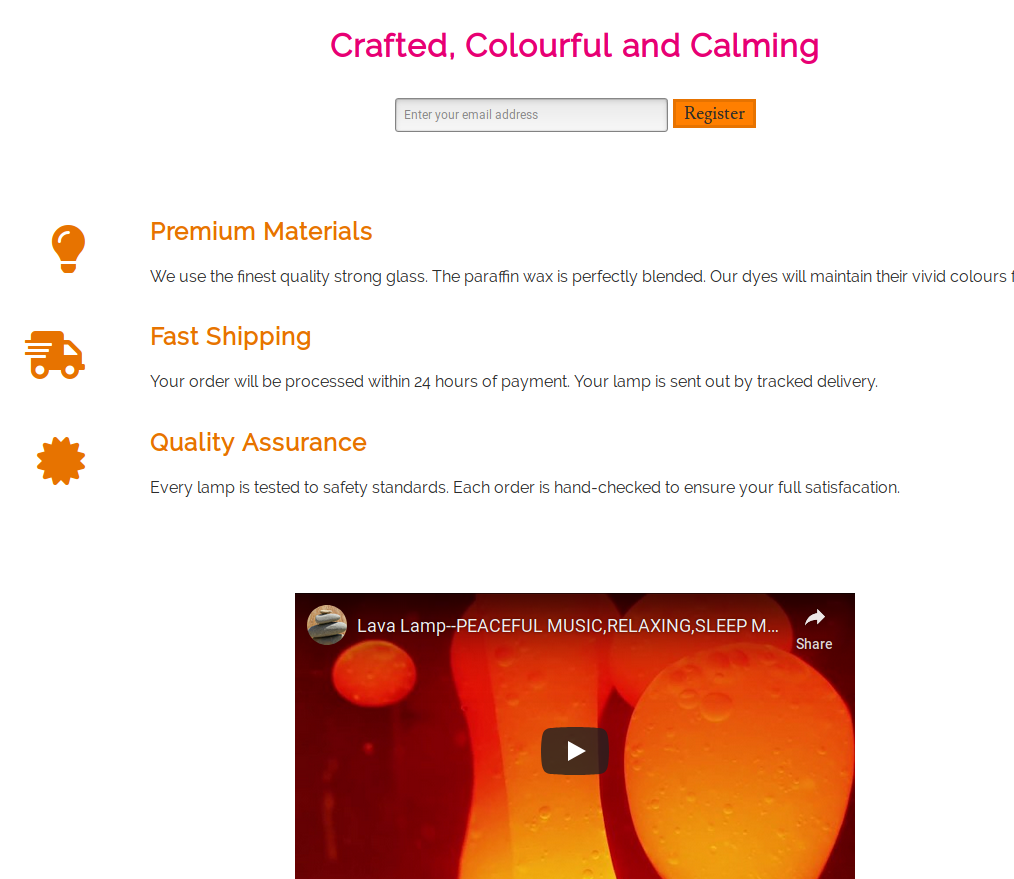 Crafted, Colourful and Calming
Enter your email address
Register
Premium Materials
We use the finest quality strong glass. The paraffin wax is perfectly blended. Our dyes will maintain their vivid colours f
Fast Shipping
Your order will be processed within 24 hours of payment. Your lamp is sent out by tracked delivery.
Quality Assurance
Every lamp is tested to safety standards. Each order is hand-checked to ensure your full satisfacation.
Lava Lamp--PEACEFUL MUSIC,RELAXING,SLEEP M...
Share